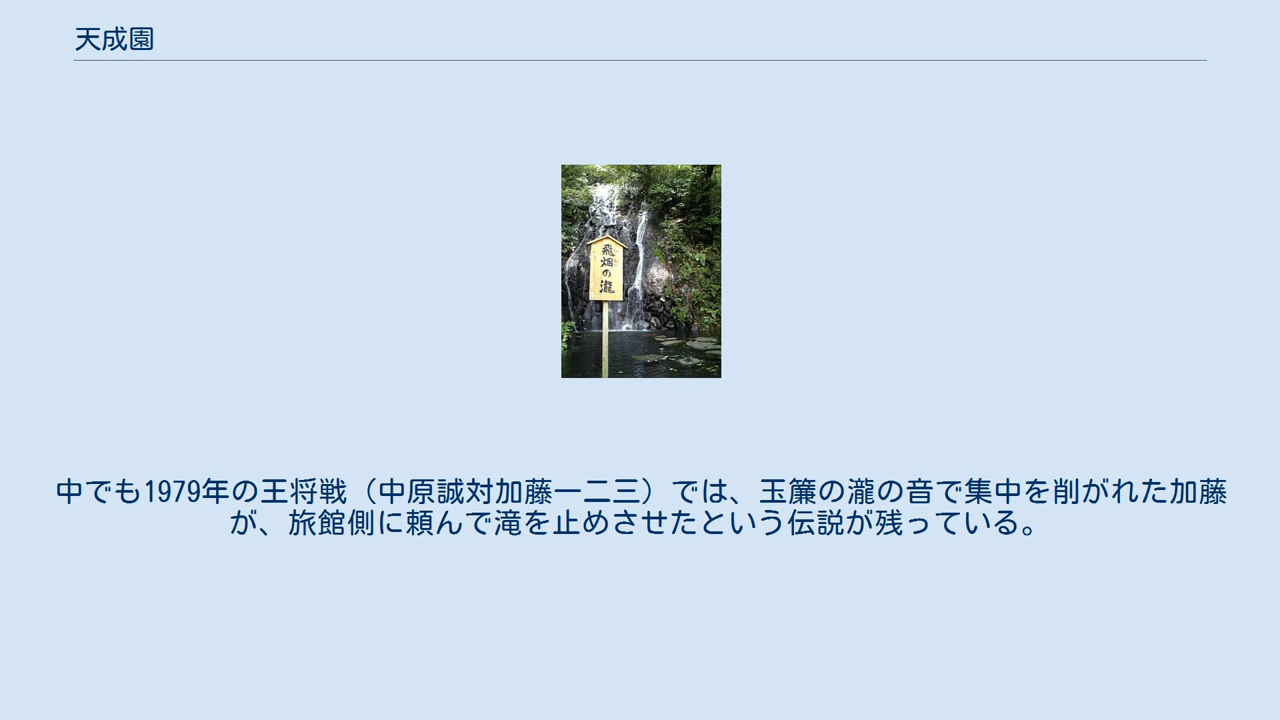 天成園
飛烟の瀧
中でも1979年の王将戦（中原誠対加藤一二三）では、玉簾の瀧の音で集中を削がれた加藤
が、旅館側に頼んで滝を止めさせたという伝説が残っている。